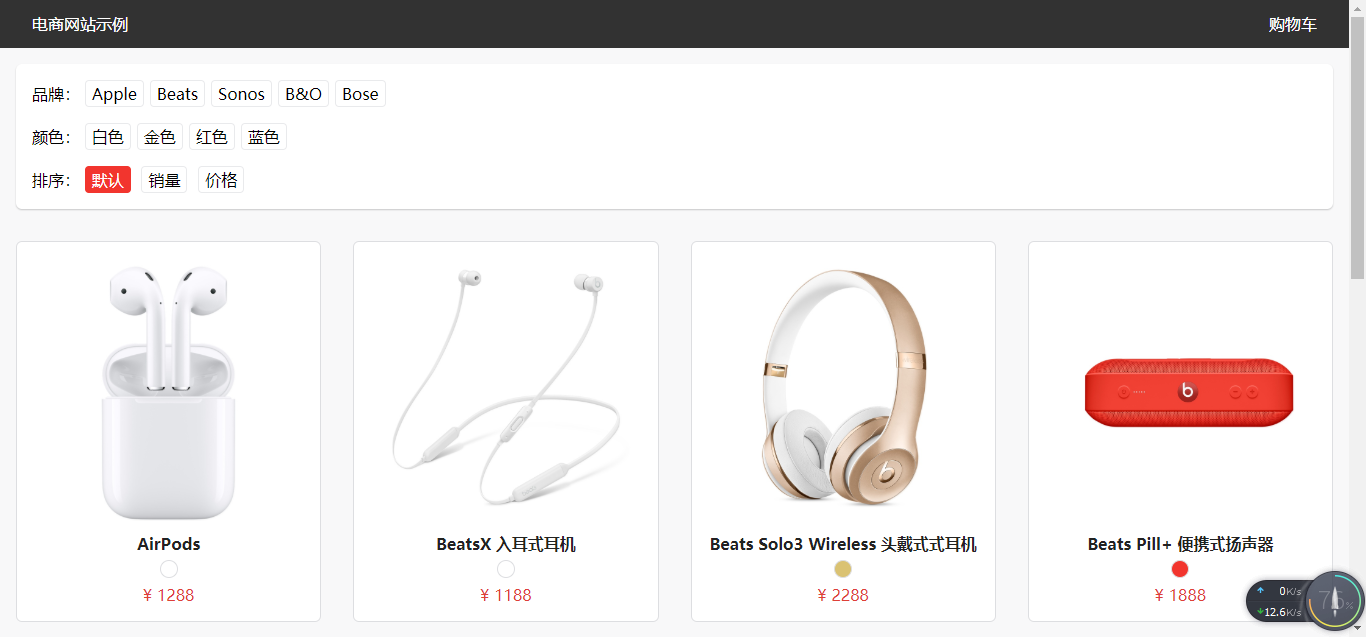 电商网站示例 购物车
品牌： Apple Beats Sonos B&O Bose
颜色： 白色 金色 红色 蓝色
排序： 默认 销量 价格
AirPods
¥ 1288
BeatsX 入耳式耳机
¥ 1188
Beats Solo3 Wireless 头戴式式耳机
¥ 2288
Beats Pill+ 便携式扬声器
¥ 1888
0K/s
12.6K/s